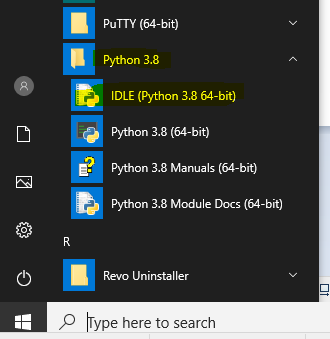 PuTTY (64-bit)
Python 3.8
IDLE (Python 3.8 64-bit)
Python 3.8 (64-bit)
Python 3.8 Manuals (64-bit)
Python 3.8 Module Docs (64-bit)
R
Revo Uninstaller
Type here to search